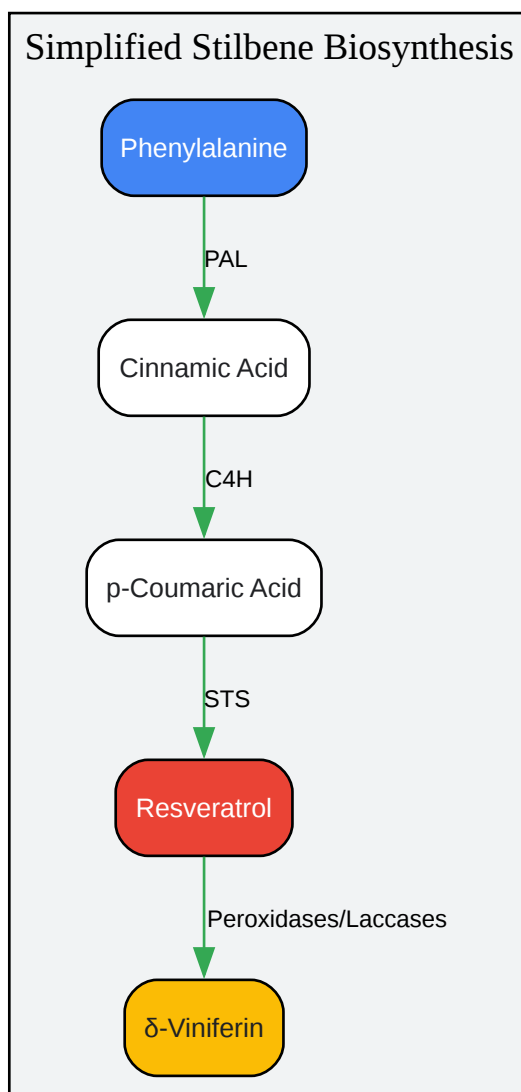 Simplified Stilbene Biosynthesis
Phenylalanine
PAL
Cinnamic Acid
C4H
p-Coumaric Acid
STS
Resveratrol
Peroxidases/Laccases
δ-Viniferin